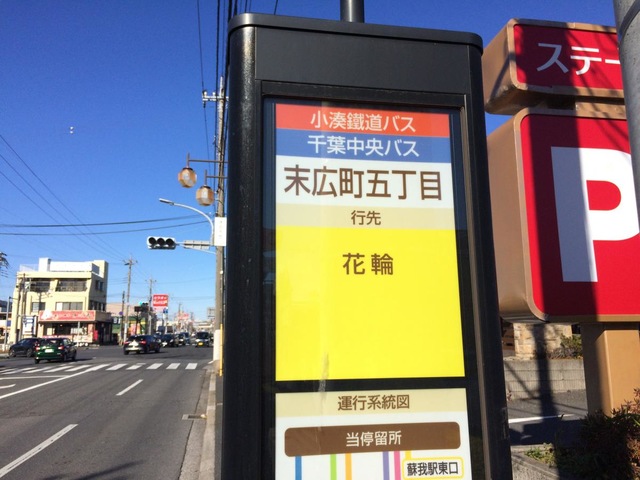 小湊鐵道バス
千葉中央バス
末広町五丁目
行先
花輪
運行系統図
当停留所
蘇我駅東口
ステー
P